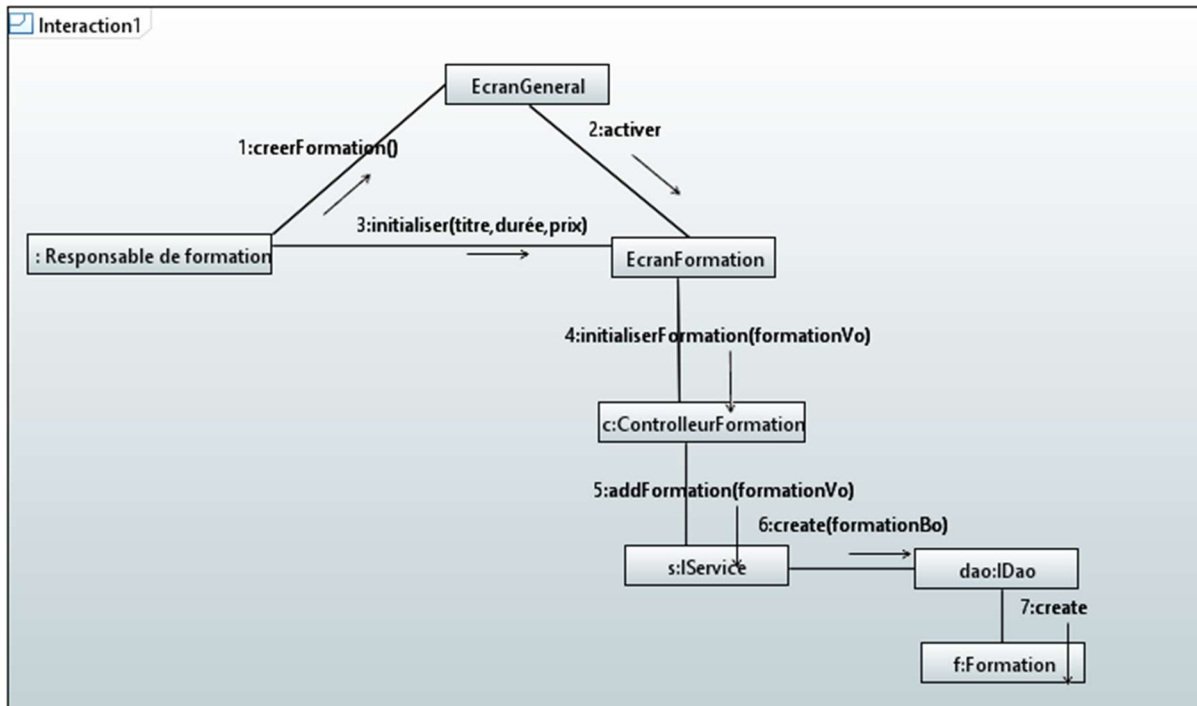 Interaction1
EcranGeneral
2:activer
1:creerFormation()
3:initialiser(titre,durée,prix)
: Responsable de formation
EcranFormation
4:initialiserFormation(formationVo)
c:ControlleurFormation
5:addFormation(formationVo)
6:create(formationBo)
s:IService
dao:IDao
7:create
f:Formation